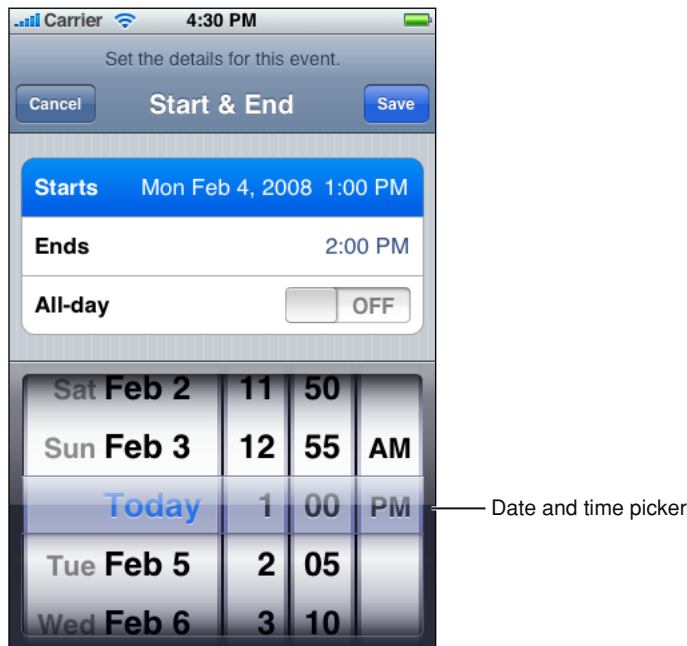 Carrier 4:30 PM
Set the details for this event.
Cancel Start & End Save
Starts Mon Feb 4, 2008 1:00 PM
Ends 2:00 PM
All-day OFF
Sat Feb 2 11 50
Sun Feb 3 12 55 AM
Today 1 00 PM Date and time picker
Tue Feb 5 2 05
Wed Feb 6 3 10